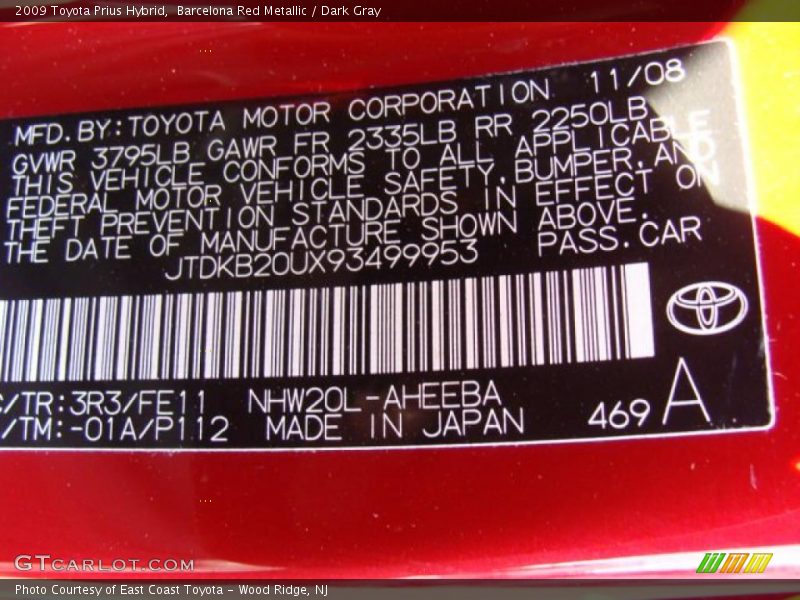 2009 Toyota Prius Hybrid, Barcelona Red Metallic / Dark Gray
MFD. BY: TOYOTA MOTOR CORPORATION 11/08
GVWR 3795LB GAWR FR 2335LB RR 2250LB
THIS VEHICLE CONFORMS TO ALL APPLICABLE
FEDERAL MOTOR VEHICLE SAFETY, BUMPER, AND
THEFT PREVENTION STANDARDS IN EFFECT ON
THE DATE OF MANUFACTURE SHOWN ABOVE.
JTDKB20UX93499953 PASS. CAR
C/TR: 3R3/FE11 NHW20L-AHEEBA
/TM: -01A/P112 MADE IN JAPAN 469 A
GTCARLOT.COM
Photo Courtesy of East Coast Toyota - Wood Ridge, NJ